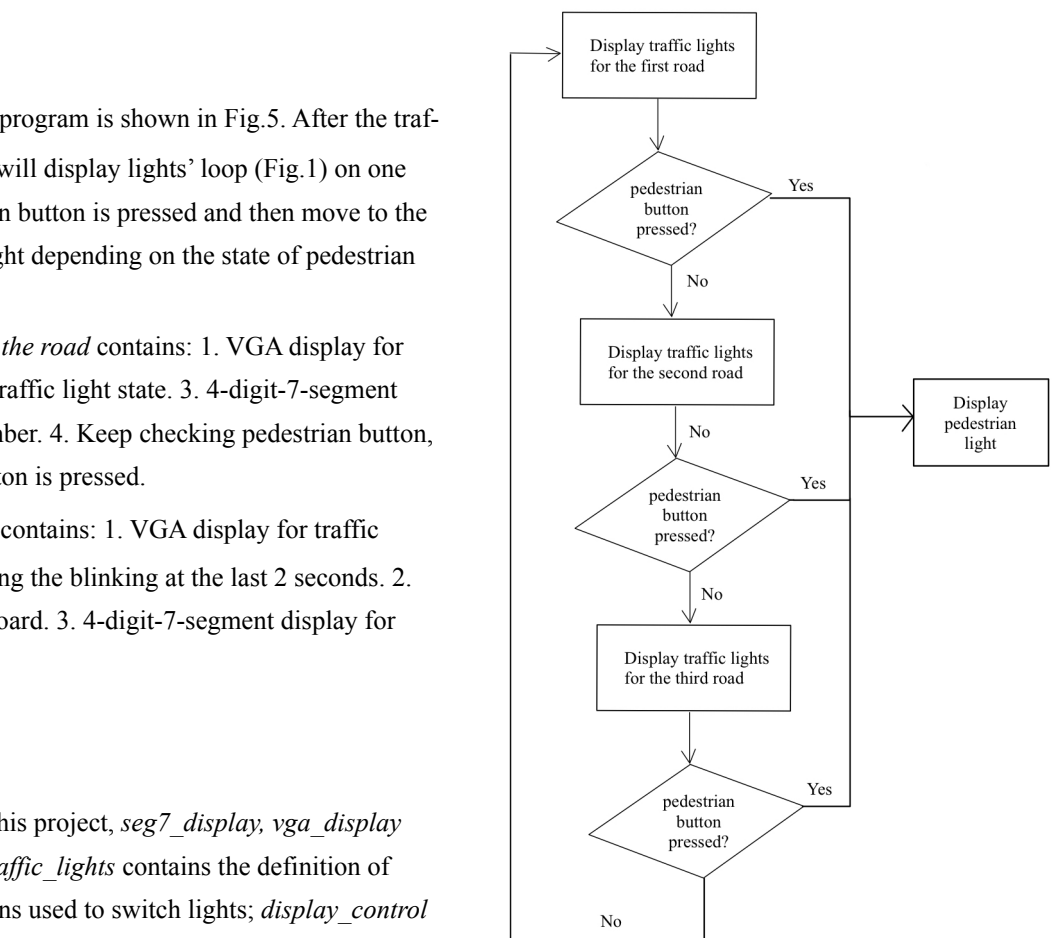 program is shown in Fig.5. After the traf-
will display lights' loop (Fig.1) on one
n button is pressed and then move to the
ght depending on the state of pedestrian
the road contains: 1. VGA display for
raffic light state. 3. 4-digit-7-segment
ber. 4. Keep checking pedestrian button,
ton is pressed.
contains: 1. VGA display for traffic
ng the blinking at the last 2 seconds. 2.
oard. 3. 4-digit-7-segment display for
his project, seg7_display, vga_display
affic_lights contains the definition of
ns used to switch lights; display_control
Display traffic lights
for the first road
pedestrian
button
pressed?
Yes
No
Display traffic lights
for the second road
No
pedestrian
button
pressed?
Yes
No
Display traffic lights
for the third road
pedestrian
button
pressed?
Yes
No
Display
pedestrian
light